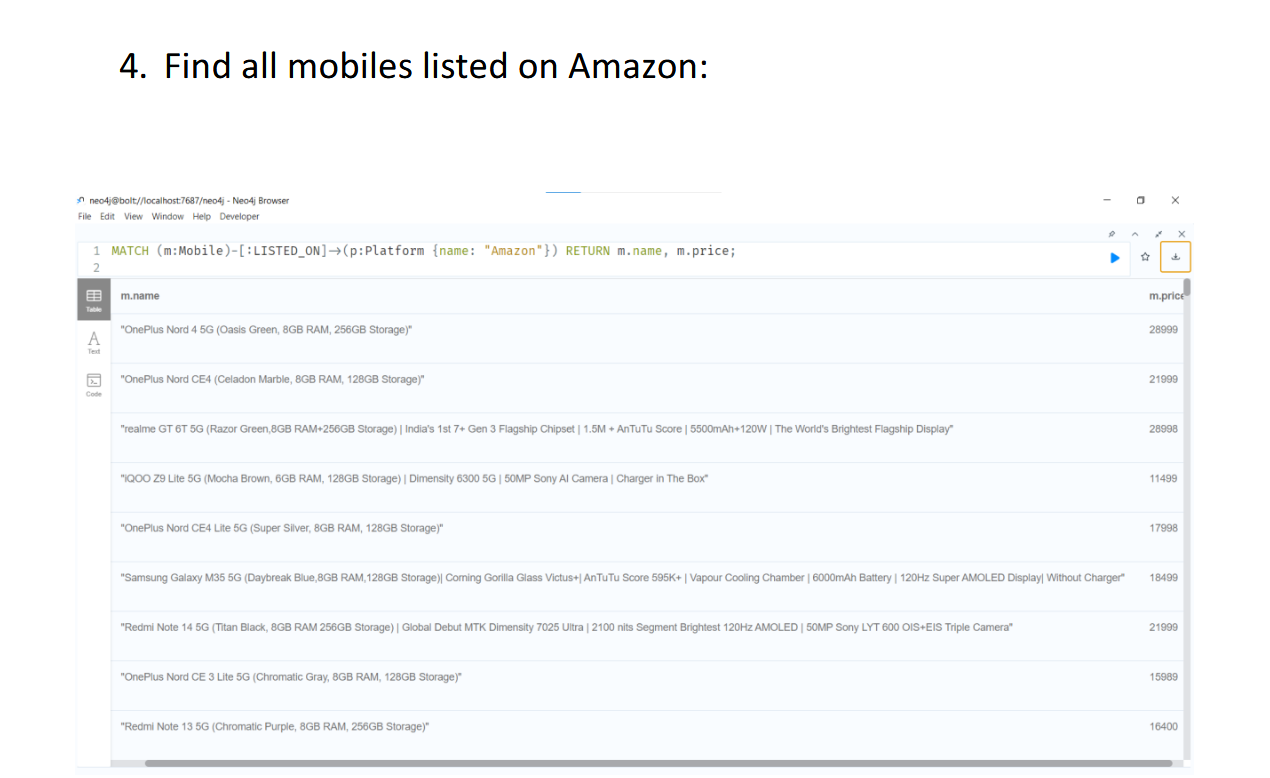 4. Find all mobiles listed on Amazon:
neo4j@bolt://localhost:7687/neo4j - Neo4j Browser
File Edit View Window Help Developer
1 MATCH (m:Mobile)-[:LISTED_ON]→(p:Platform {name: "Amazon"}) RETURN m.name, m.price;
2
Table
Text
Code
m.name m.price
"OnePlus Nord 4 5G (Oasis Green, 8GB RAM, 256GB Storage)" 28999
"OnePlus Nord CE4 (Celadon Marble, 8GB RAM, 128GB Storage)" 21999
"realme GT 6T 5G (Razor Green,8GB RAM+256GB Storage) | India's 1st 7+ Gen 3 Flagship Chipset | 1.5M + AnTuTu Score | 5500mAh+120W | The World's Brightest Flagship Display" 28998
"iQOO Z9 Lite 5G (Mocha Brown, 6GB RAM, 128GB Storage) | Dimensity 6300 5G | 50MP Sony AI Camera | Charger in The Box" 11499
"OnePlus Nord CE4 Lite 5G (Super Silver, 8GB RAM, 128GB Storage)" 17998
"Samsung Galaxy M35 5G (Daybreak Blue,8GB RAM,128GB Storage)| Corning Gorilla Glass Victus+| AnTuTu Score 595K+ | Vapour Cooling Chamber | 6000mAh Battery | 120Hz Super AMOLED Display| Without Charger" 18499
"Redmi Note 14 5G (Titan Black, 8GB RAM 256GB Storage) | Global Debut MTK Dimensity 7025 Ultra | 2100 nits Segment Brightest 120Hz AMOLED | 50MP Sony LYT 600 OIS+EIS Triple Camera" 21999
"OnePlus Nord CE 3 Lite 5G (Chromatic Gray, 8GB RAM, 128GB Storage)" 15989
"Redmi Note 13 5G (Chromatic Purple, 8GB RAM, 256GB Storage)" 16400